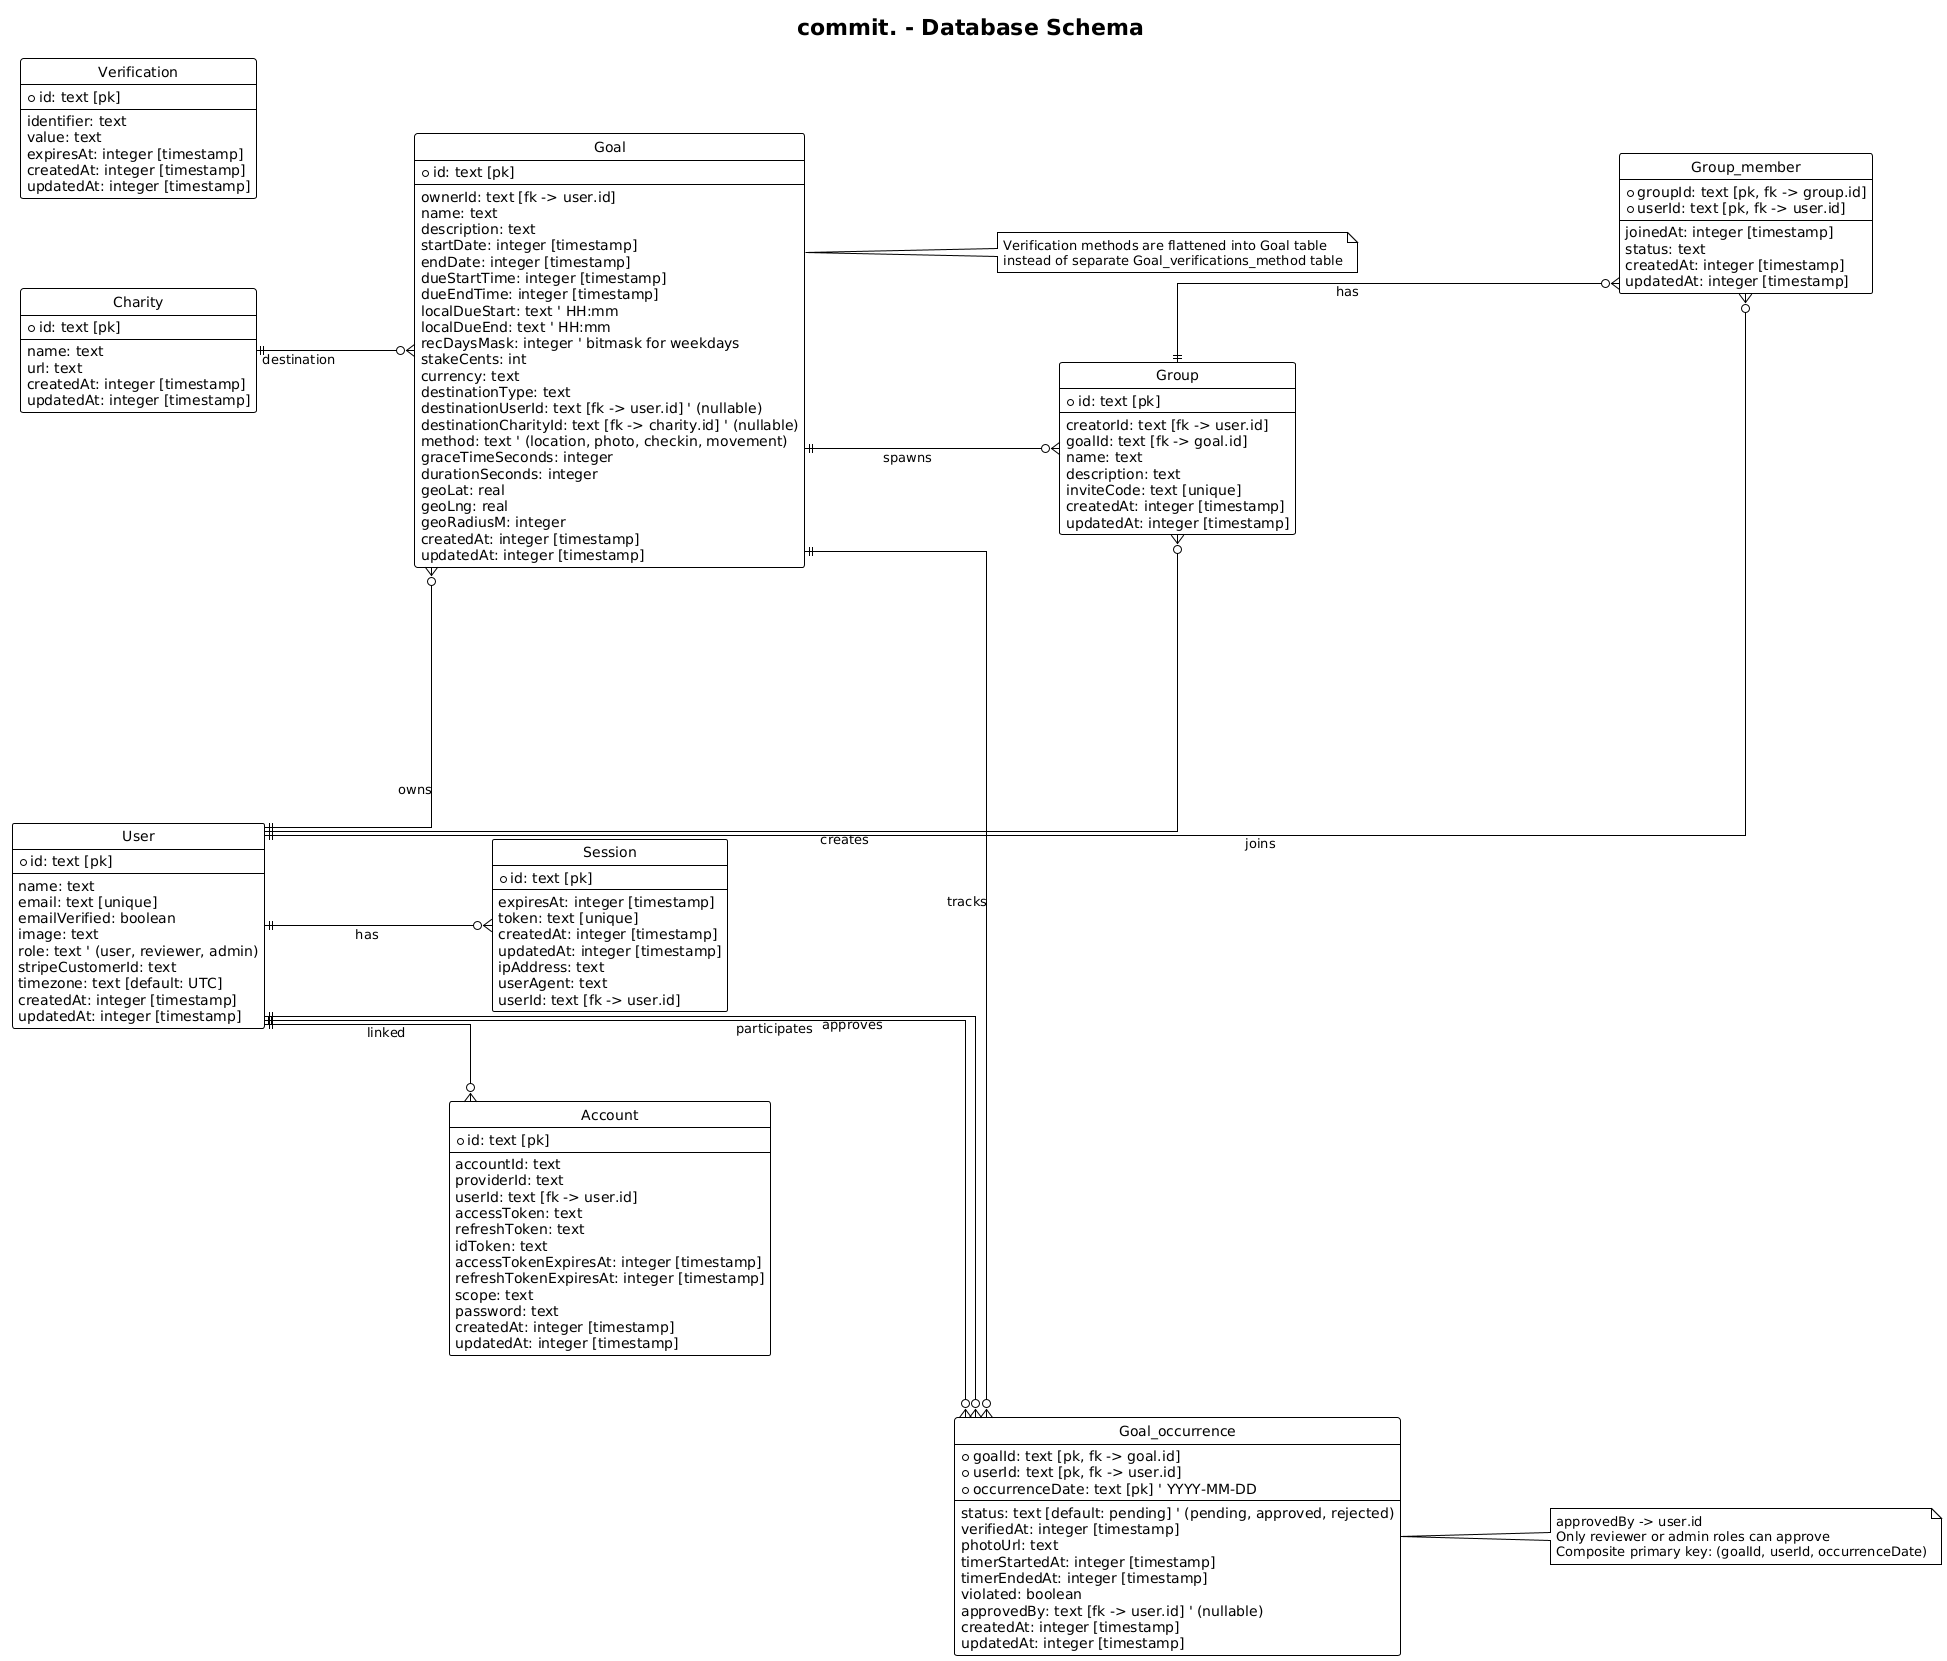 commit. - Database Schema
Verification
id: text [pk]
identifier: text
value: text
expiresAt: integer [timestamp]
createdAt: integer [timestamp]
updatedAt: integer [timestamp]
Charity
id: text [pk]
name: text
url: text
createdAt: integer [timestamp]
updatedAt: integer [timestamp]
destination
Goal
id: text [pk]
ownerId: text [fk -> user.id]
name: text
description: text
startDate: integer [timestamp]
endDate: integer [timestamp]
dueStartTime: integer [timestamp]
dueEndTime: integer [timestamp]
localDueStart: text ' HH:mm
localDueEnd: text ' HH:mm
recDaysMask: integer ' bitmask for weekdays
stakeCents: int
currency: text
destinationType: text
destinationUserId: text [fk -> user.id] ' (nullable)
destinationCharityId: text [fk -> charity.id] ' (nullable)
method: text ' (location, photo, checkin, movement)
graceTimeSeconds: integer
durationSeconds: integer
geoLat: real
geoLng: real
geoRadiusM: integer
createdAt: integer [timestamp]
updatedAt: integer [timestamp]
Verification methods are flattened into Goal table
instead of separate Goal_verifications_method table
Group_member
groupId: text [pk, fk -> group.id]
userId: text [pk, fk -> user.id]
joinedAt: integer [timestamp]
status: text
createdAt: integer [timestamp]
updatedAt: integer [timestamp]
has
Group
id: text [pk]
creatorId: text [fk -> user.id]
goalId: text [fk -> goal.id]
name: text
description: text
inviteCode: text [unique]
createdAt: integer [timestamp]
updatedAt: integer [timestamp]
spawns
owns
creates
joins
User
id: text [pk]
name: text
email: text [unique]
emailVerified: boolean
image: text
role: text ' (user, reviewer, admin)
stripeCustomerId: text
timezone: text [default: UTC]
createdAt: integer [timestamp]
updatedAt: integer [timestamp]
has
Session
id: text [pk]
expiresAt: integer [timestamp]
token: text [unique]
createdAt: integer [timestamp]
updatedAt: integer [timestamp]
ipAddress: text
userAgent: text
userId: text [fk -> user.id]
tracks
linked
participates
approves
Account
id: text [pk]
accountId: text
providerId: text
userId: text [fk -> user.id]
accessToken: text
refreshToken: text
idToken: text
accessTokenExpiresAt: integer [timestamp]
refreshTokenExpiresAt: integer [timestamp]
scope: text
password: text
createdAt: integer [timestamp]
updatedAt: integer [timestamp]
Goal_occurrence
goalId: text [pk, fk -> goal.id]
userId: text [pk, fk -> user.id]
occurrenceDate: text [pk] ' YYYY-MM-DD
status: text [default: pending] ' (pending, approved, rejected)
verifiedAt: integer [timestamp]
photoUrl: text
timerStartedAt: integer [timestamp]
timerEndedAt: integer [timestamp]
violated: boolean
approvedBy: text [fk -> user.id] ' (nullable)
createdAt: integer [timestamp]
updatedAt: integer [timestamp]
approvedBy -> user.id
Only reviewer or admin roles can approve
Composite primary key: (goalId, userId, occurrenceDate)